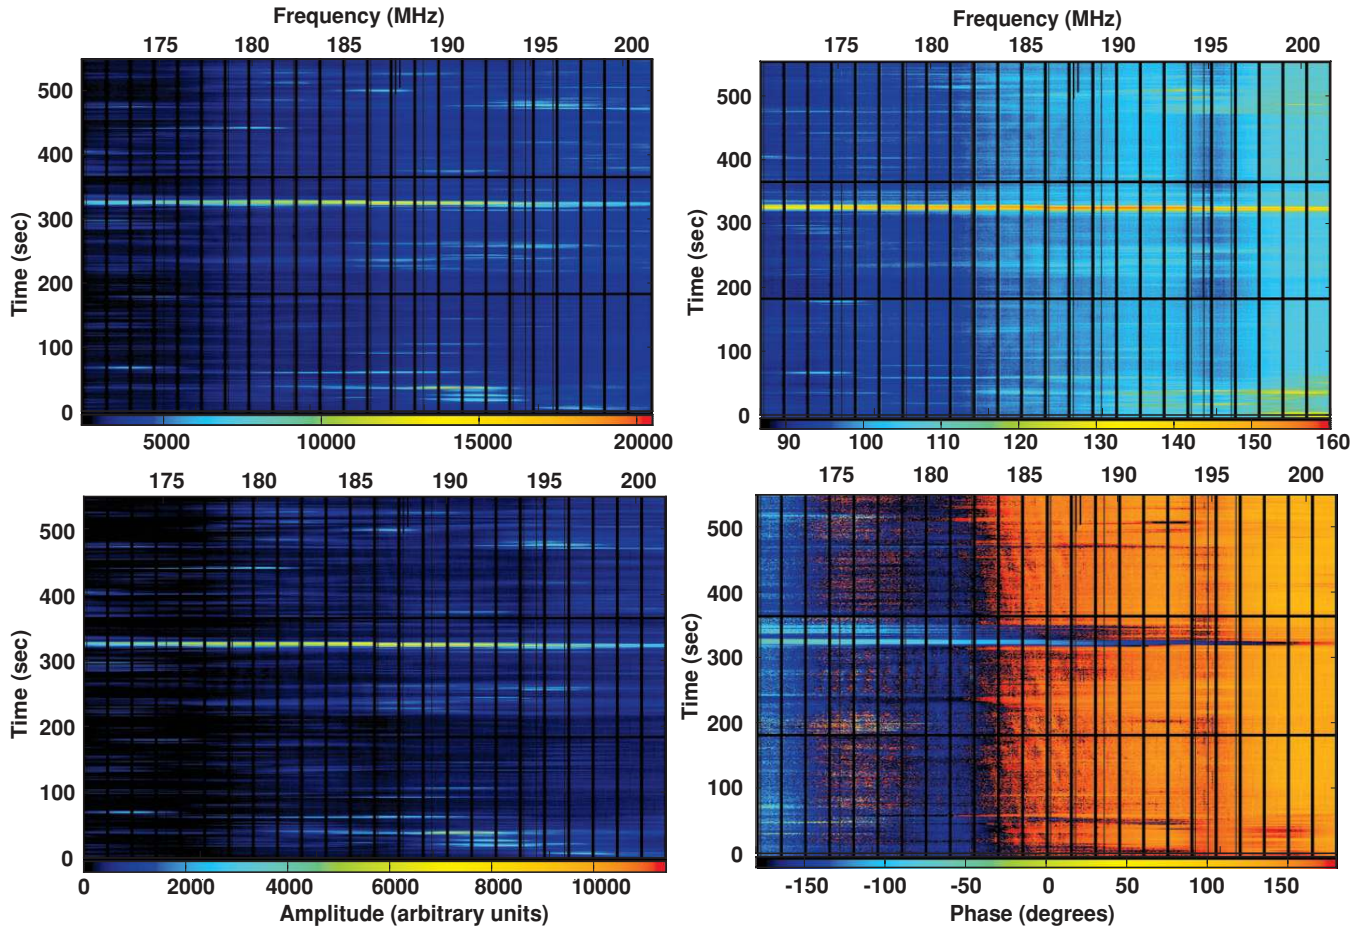 Frequency (MHz)
175 180 185 190 195 200
500
400
300
200
100
0
Time (sec)
5000 10000 15000 20000
Frequency (MHz)
175 180 185 190 195 200
500
400
300
200
100
0
Time (sec)
90 100 110 120 130 140 150 160
175 180 185 190 195 200
500
400
300
200
100
0
Time (sec)
0 2000 4000 6000 8000 10000
Amplitude (arbitrary units)
175 180 185 190 195 200
500
400
300
200
100
0
Time (sec)
-150 -100 -50 0 50 100 150
Phase (degrees)